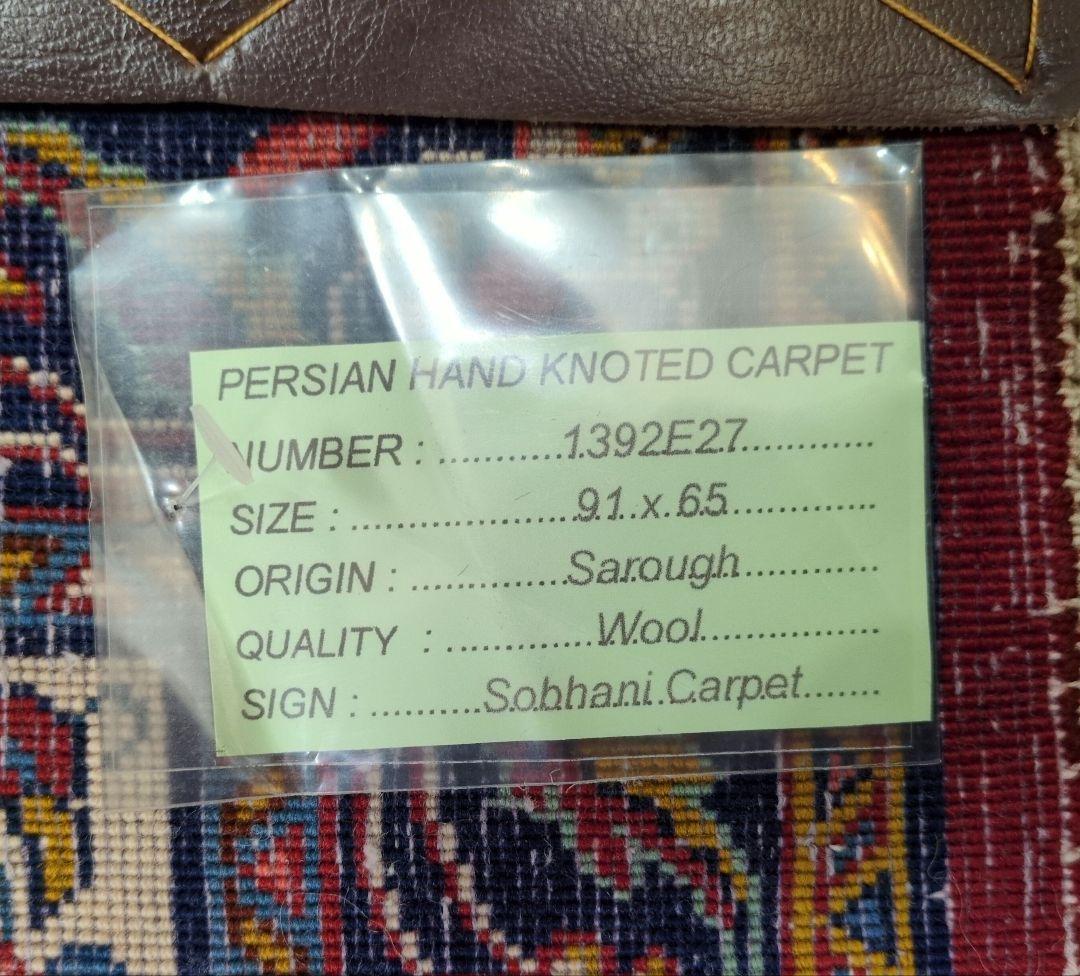 PERSIAN HAND KNOTED CARPET
NUMBER : ............1392E27............
SIZE : ....................91 x 65..............
ORIGIN : ..............Sarough..............
QUALITY : .............Wool..................
SIGN : ..........Sobhani Carpet.......